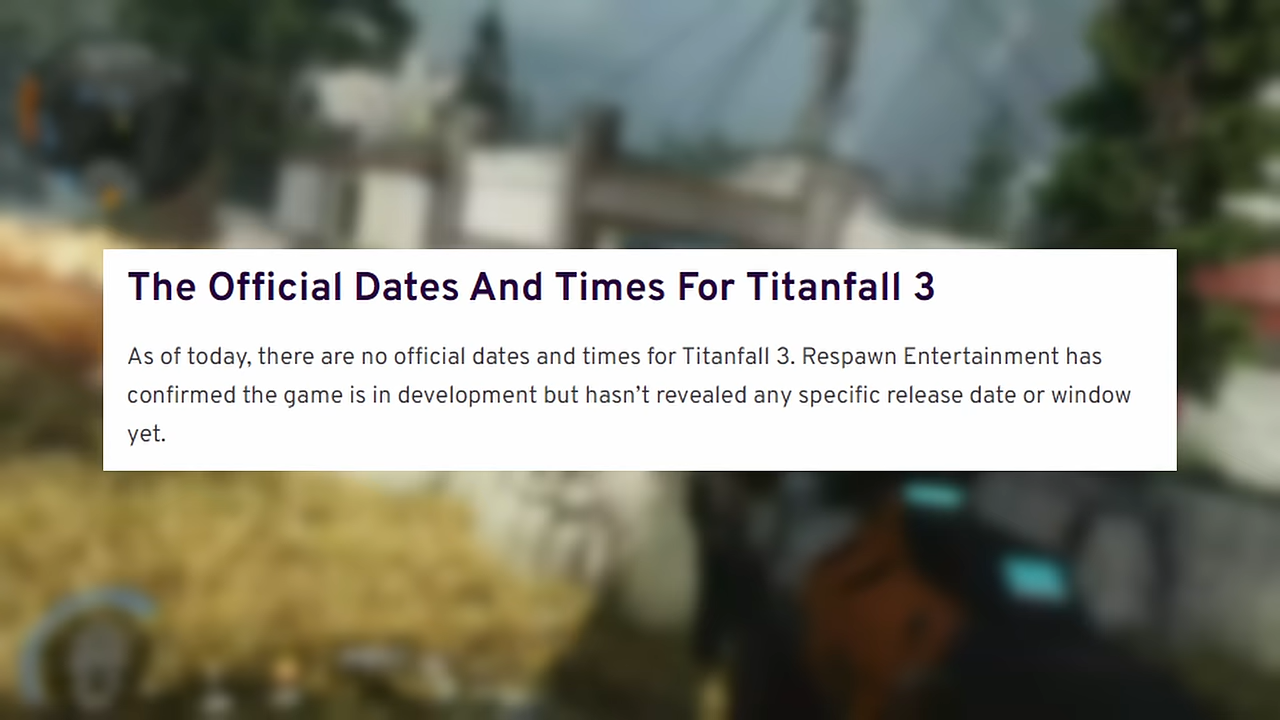 The Official Dates And Times For Titanfall 3
As of today, there are no official dates and times for Titanfall 3. Respawn Entertainment has
confirmed the game is in development but hasn’t revealed any specific release date or window
yet.